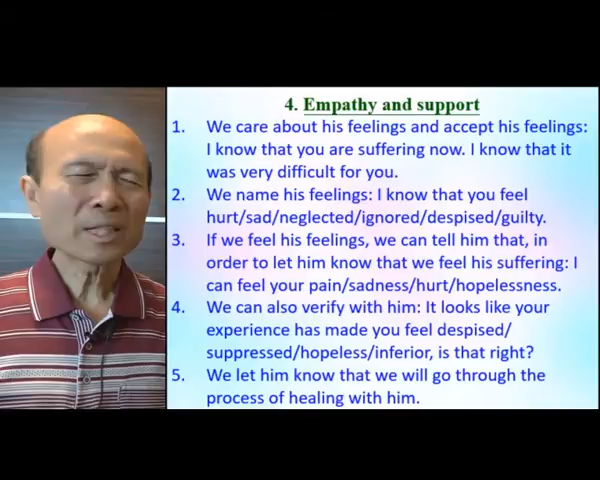 4. Empathy and support
1. We care about his feelings and accept his feelings:
I know that you are suffering now. I know that it
was very difficult for you.
2. We name his feelings: I know that you feel
hurt/sad/neglected/ignored/despised/guilty.
3. If we feel his feelings, we can tell him that, in
order to let him know that we feel his suffering: I
can feel your pain/sadness/hurt/hopelessness.
4. We can also verify with him: It looks like your
experience has made you feel despised/
suppressed/hopeless/inferior, is that right?
5. We let him know that we will go through the
process of healing with him.